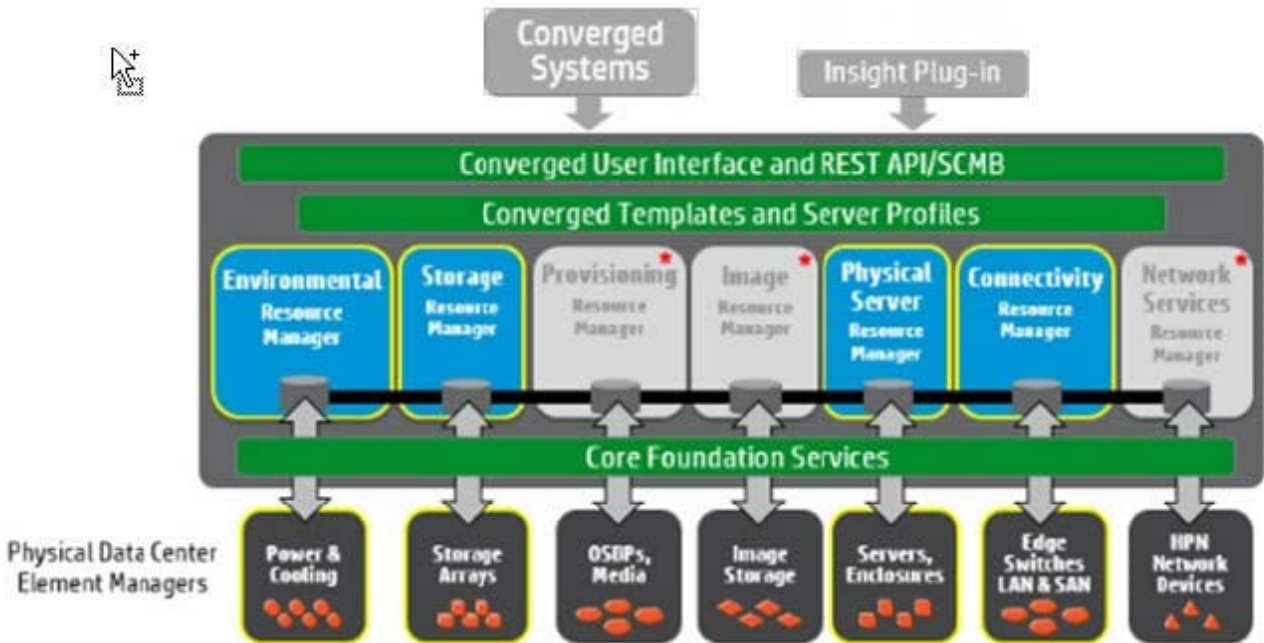 Converged
Systems
Insight Plug-in
Converged User Interface and REST API/SCMB
Converged Templates and Server Profiles
Environmental
Resource
Manager
Storage
Resource
Manager
Provisioning*
Resource
Manager
Image*
Resource
Manager
Physical
Server
Resource
Manager
Connectivity
Resource
Manager
Network*
Services
Resource
Manager
Core Foundation Services
Physical Data Center
Element Managers
Power &
Cooling
Storage
Arrays
OSBPs,
Media
Image
Storage
Servers,
Enclosures
Edge
Switches
LAN & SAN
HPN
Network
Devices